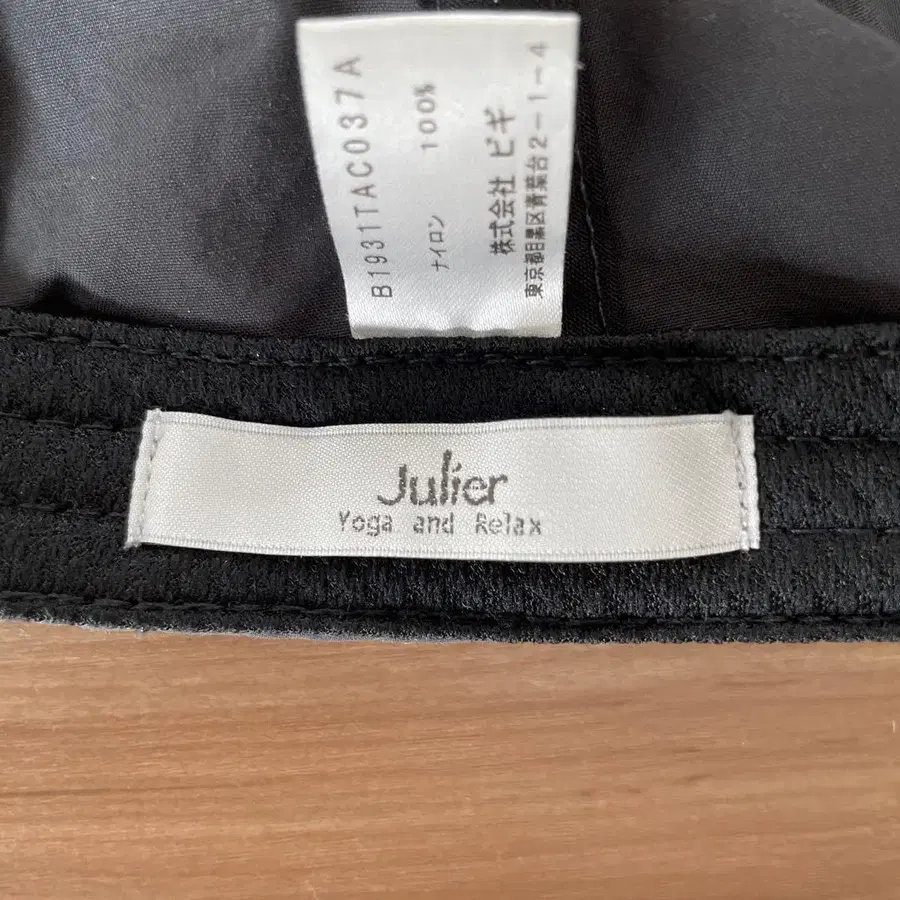 B1931TAC037A
ナイロン 100%
株式会社 ビギ
東京都目黒区青葉台2-1-4
Julier
Yoga and Relax